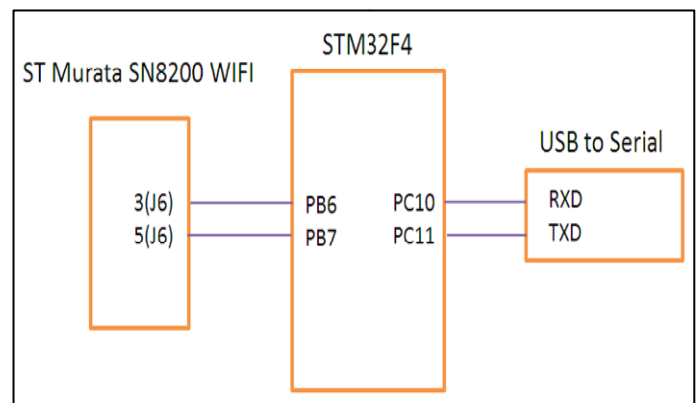 STM32F4
ST Murata SN8200 WIFI
USB to Serial
3(J6) PB6 PC10 RXD
5(J6) PB7 PC11 TXD